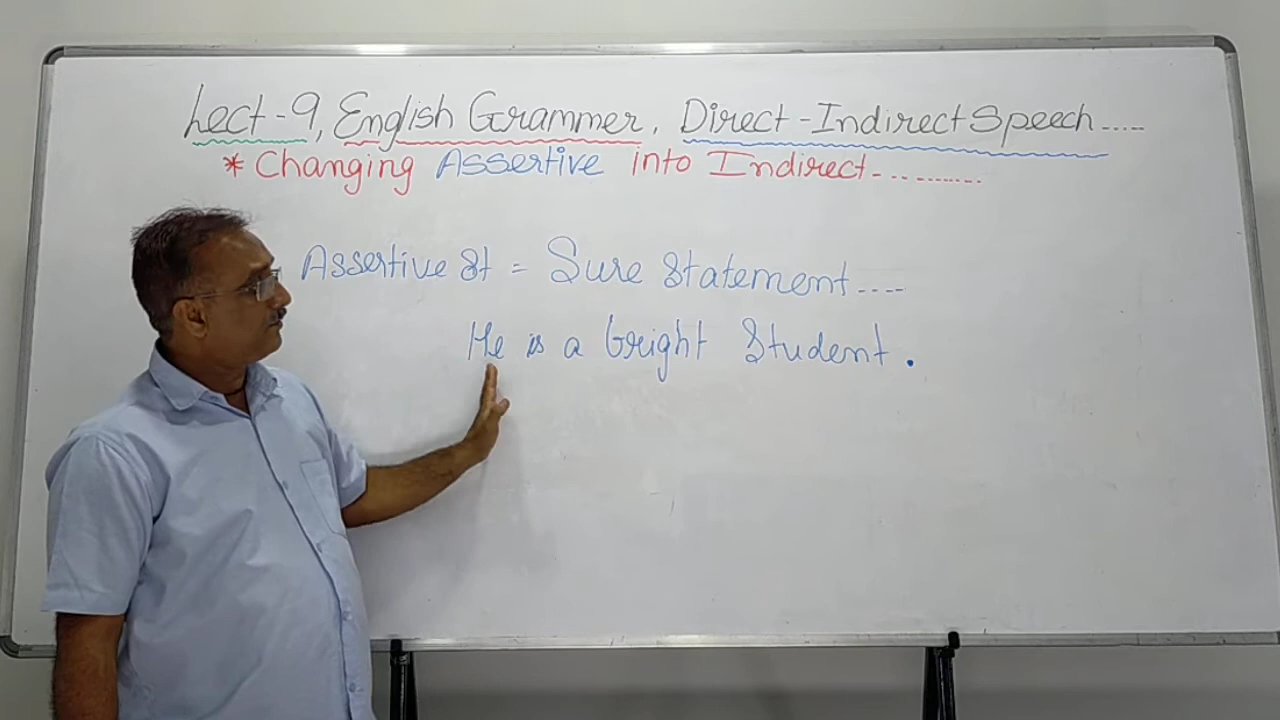 Lect-9, English Grammer, Direct-Indirect Speech.....
* Changing Assertive into Indirect...........
Assertive St = Sure Statement....
He is a bright Student.